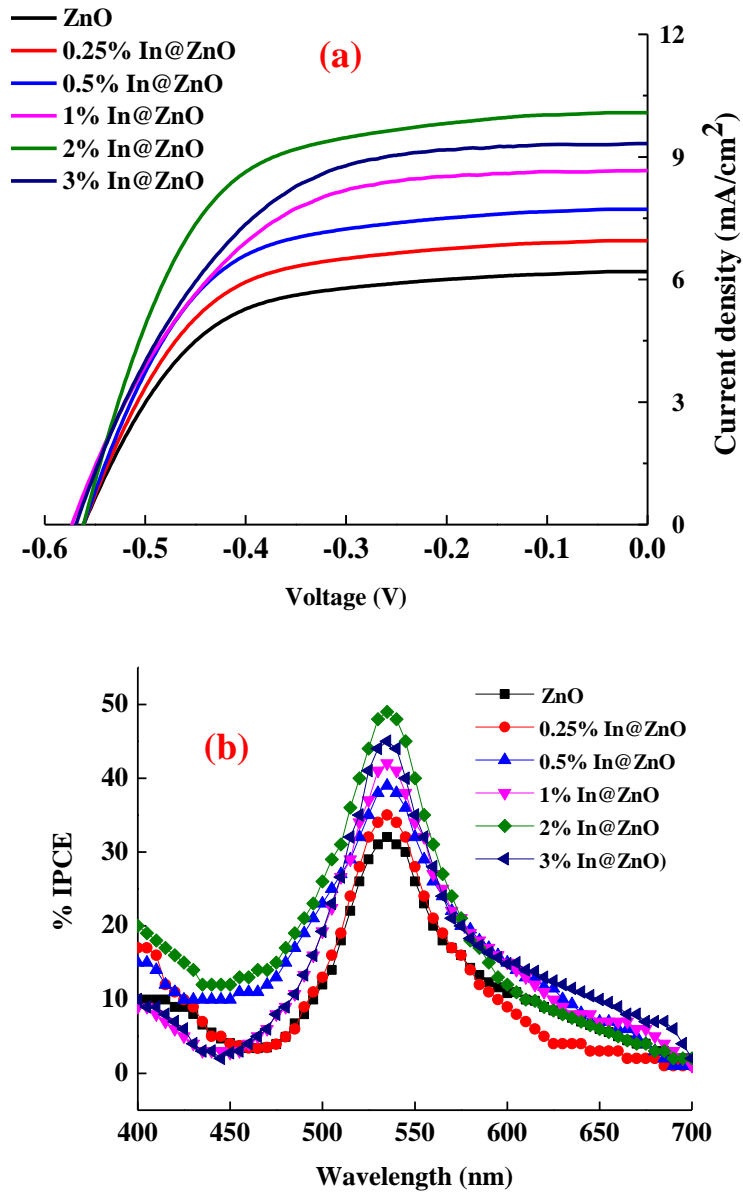 ZnO
0.25% In@ZnO
0.5% In@ZnO
1% In@ZnO
2% In@ZnO
3% In@ZnO
(a)
12
9
6
3
0
Current density (mA/cm²)
-0.6 -0.5 -0.4 -0.3 -0.2 -0.1 0.0
Voltage (V)
(b)
ZnO
0.25% In@ZnO
0.5% In@ZnO
1% In@ZnO
2% In@ZnO
3% In@ZnO)
50
40
30
20
10
0
% IPCE
400 450 500 550 600 650 700
Wavelength (nm)